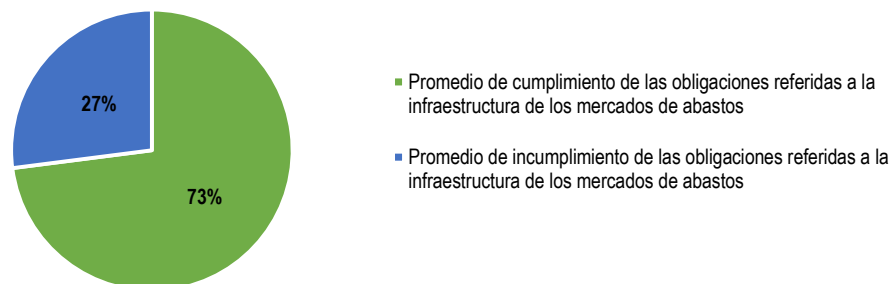 27%
73%
Promedio de cumplimiento de las obligaciones referidas a la
infraestructura de los mercados de abastos
Promedio de incumplimiento de las obligaciones referidas a la
infraestructura de los mercados de abastos